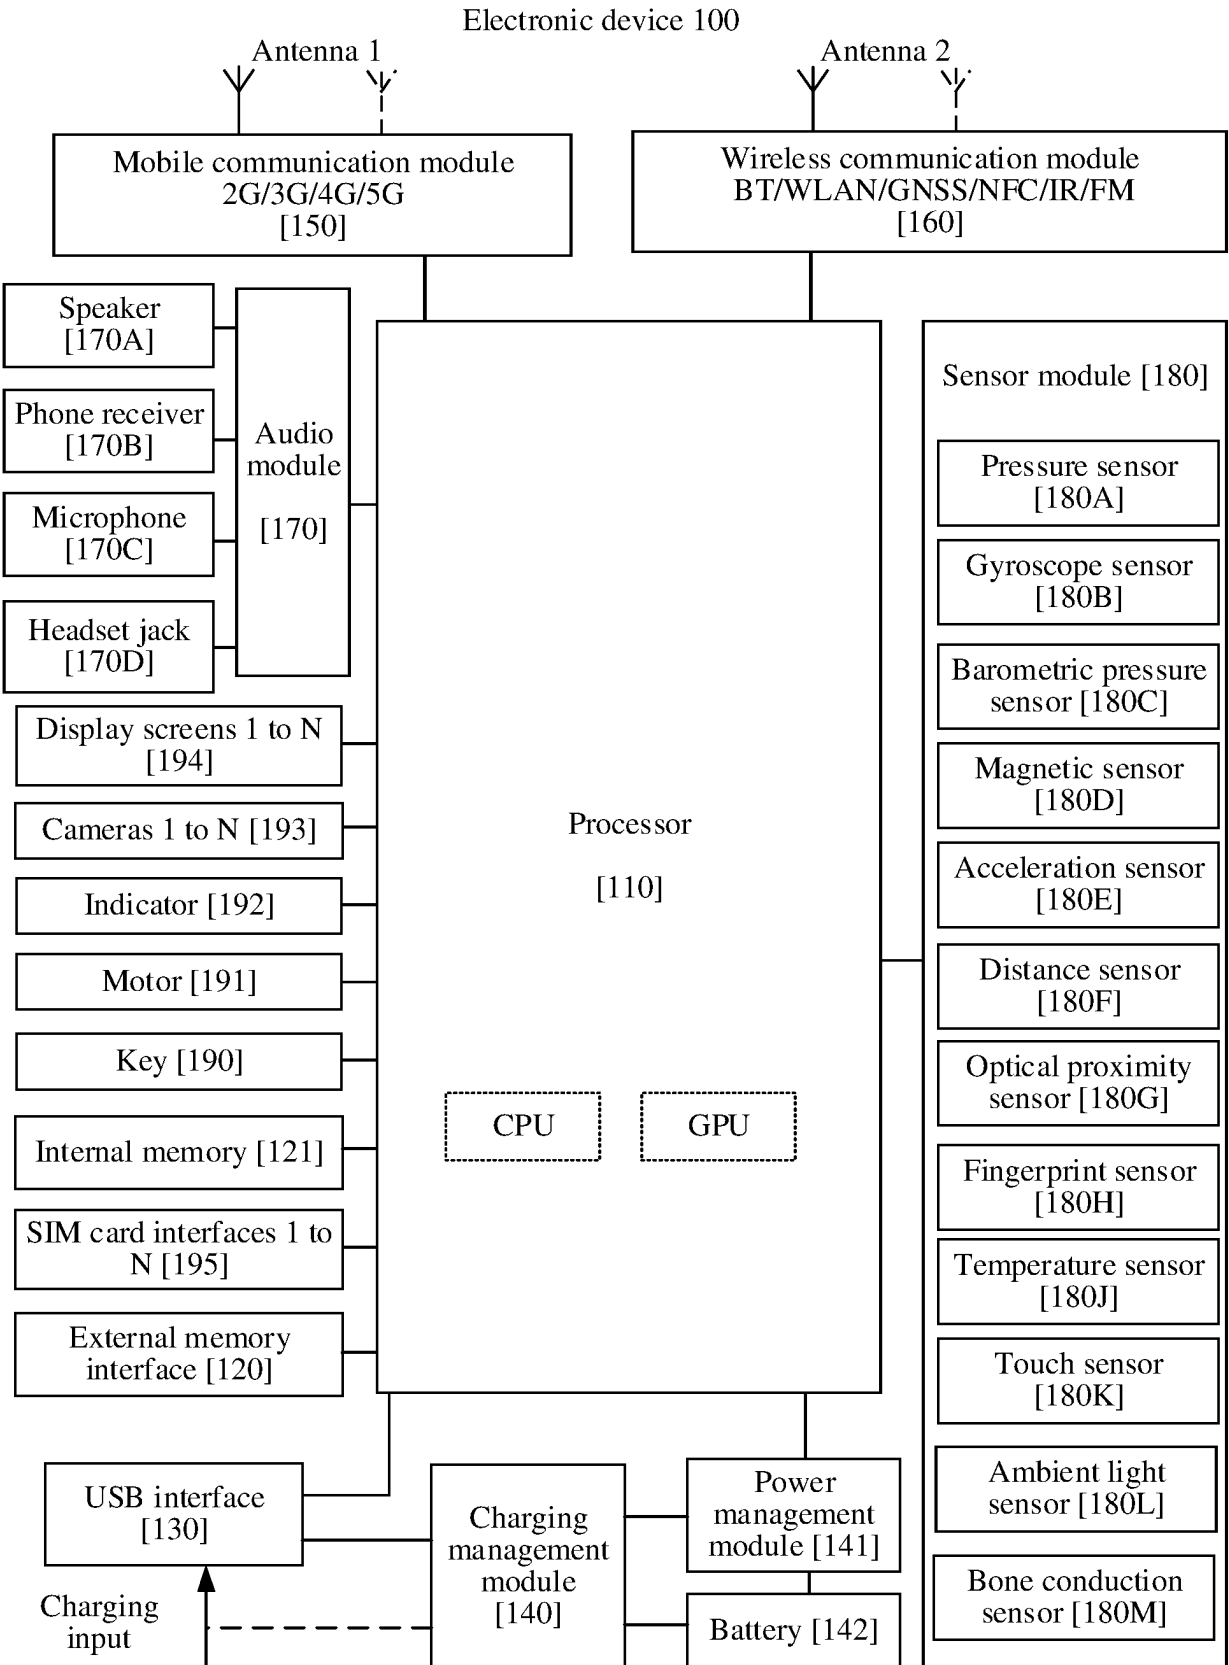 Electronic device 100
Antenna 1
Antenna 2
Mobile communication module
2G/3G/4G/5G
[150]
Wireless communication module
BT/WLAN/GNSS/NFC/IR/FM
[160]
Speaker
[170A]
Phone receiver
[170B]
Microphone
[170C]
Headset jack
[170D]
Audio
module
[170]
Display screens 1 to N
[194]
Cameras 1 to N [193]
Indicator [192]
Motor [191]
Key [190]
Internal memory [121]
SIM card interfaces 1 to
N [195]
External memory
interface [120]
Processor
[110]
CPU
GPU
Sensor module [180]
Pressure sensor
[180A]
Gyroscope sensor
[180B]
Barometric pressure
sensor [180C]
Magnetic sensor
[180D]
Acceleration sensor
[180E]
Distance sensor
[180F]
Optical proximity
sensor [180G]
Fingerprint sensor
[180H]
Temperature sensor
[180J]
Touch sensor
[180K]
Ambient light
sensor [180L]
Bone conduction
sensor [180M]
USB interface
[130]
Charging
input
Charging
management
module
[140]
Power
management
module [141]
Battery [142]